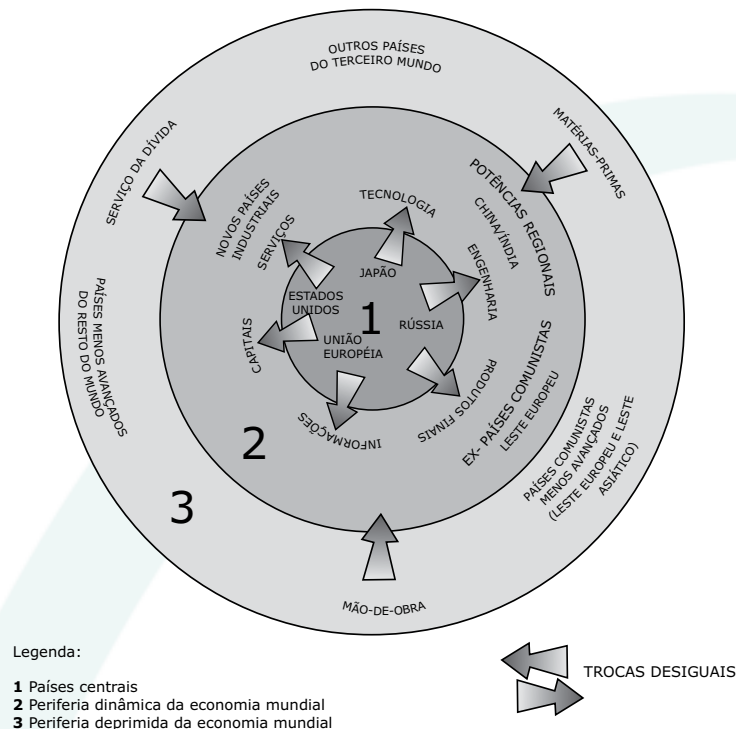 OUTROS PAÍSES
DO TERCEIRO MUNDO
SERVIÇO DA DÍVIDA
MATÉRIAS-PRIMAS
NOVOS PAÍSES
INDUSTRIAIS
SERVIÇOS
TECNOLOGIA
POTÊNCIAS REGIONAIS
CHINA/ÍNDIA
ENGENHARIA
JAPÃO
ESTADOS
UNIDOS
1
RÚSSIA
UNIÃO
EUROPÉIA
CAPITAIS
PAÍSES MENOS AVANÇADOS
DO RESTO DO MUNDO
INFORMAÇÕES
PRODUTOS FINAIS
EX- PAÍSES COMUNISTAS
LESTE EUROPEU
PAÍSES COMUNISTAS
MENOS AVANÇADOS
(LESTE EUROPEU E LESTE
ASIÁTICO)
2
3
MÃO-DE-OBRA
Legenda:
1 Países centrais
2 Periferia dinâmica da economia mundial
3 Periferia deprimida da economia mundial
TROCAS DESIGUAIS